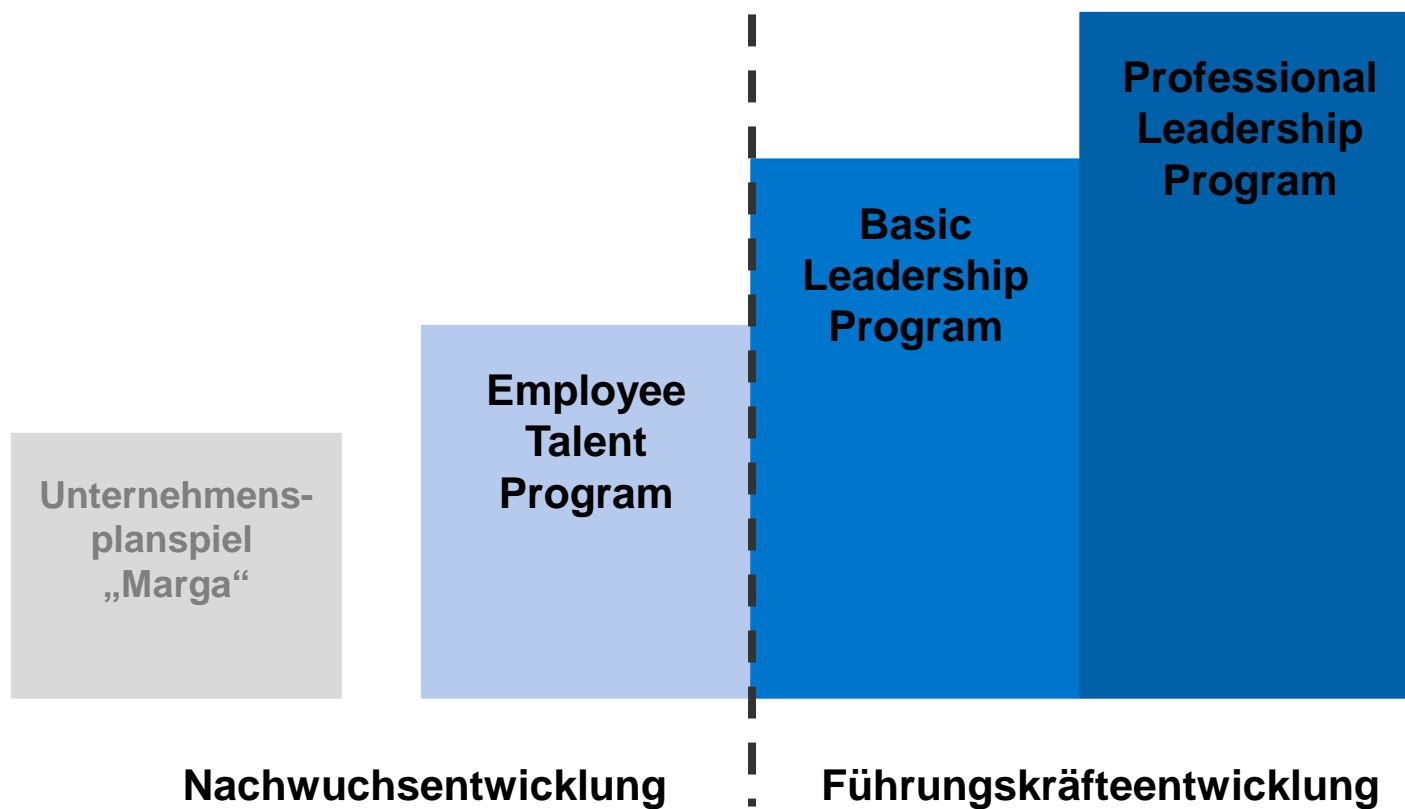 Unternehmens-
planspiel
„Marga“
Employee
Talent
Program
Basic
Leadership
Program
Professional
Leadership
Program
Nachwuchsentwicklung
Führungskräfteentwicklung